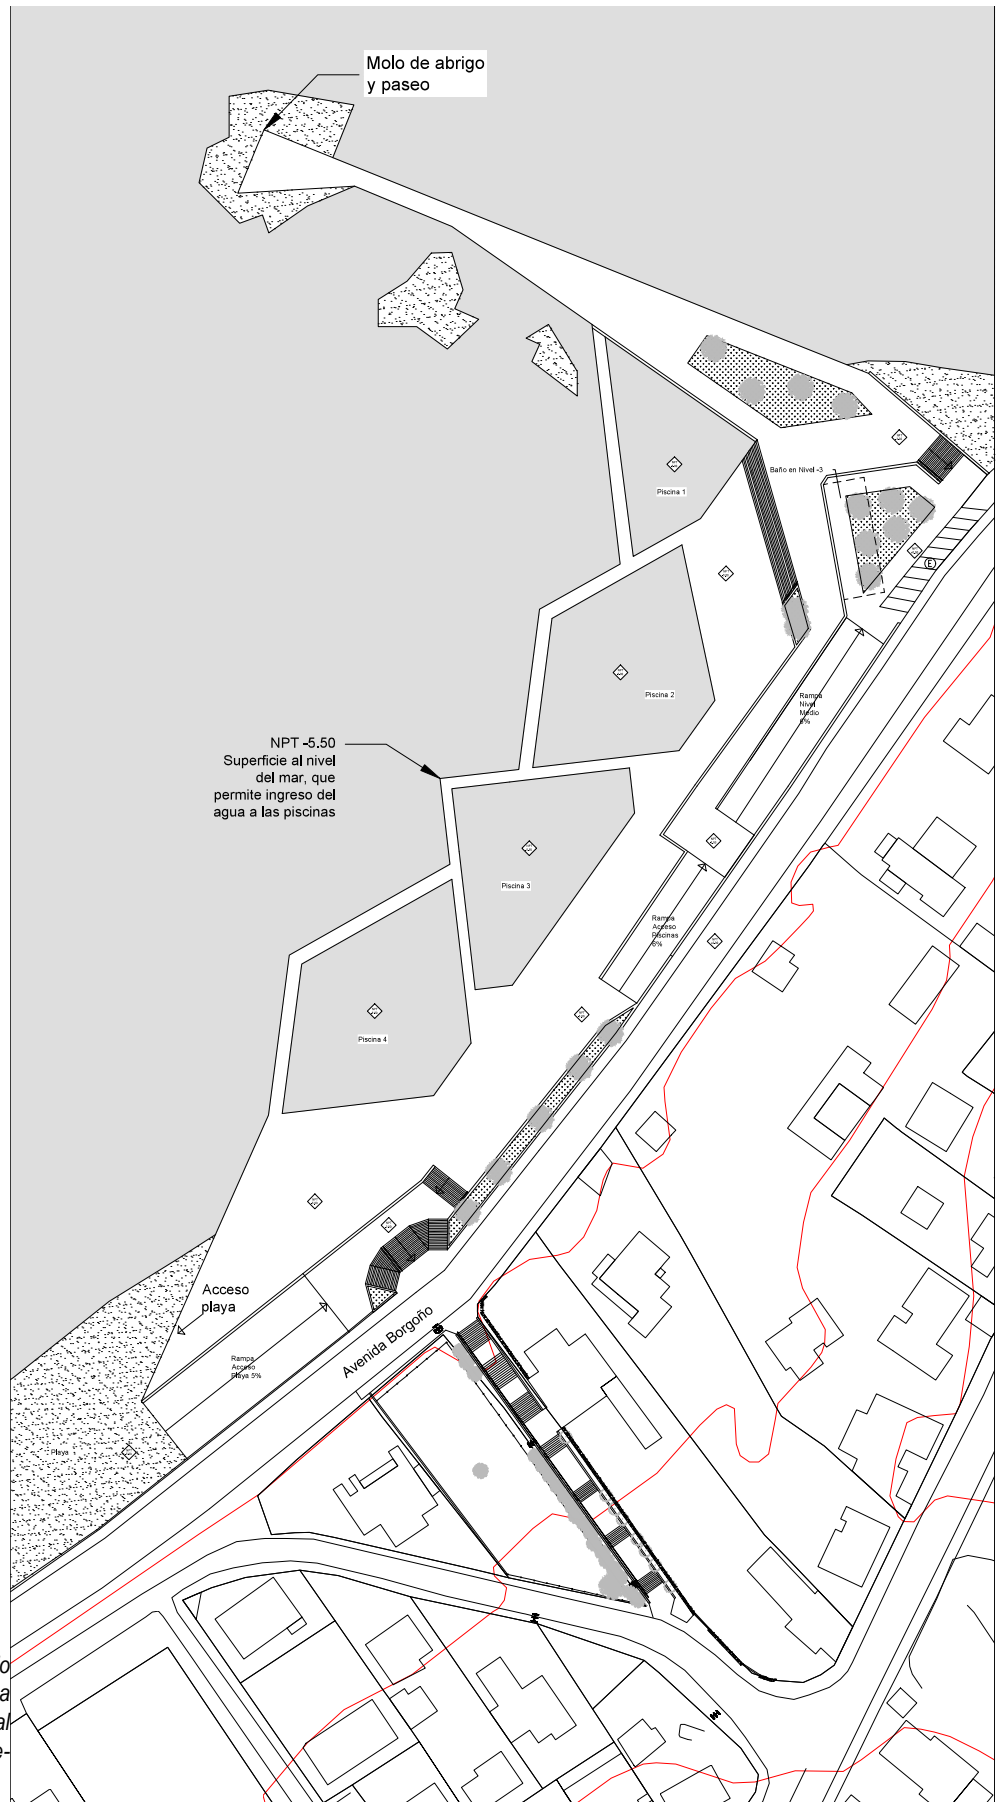 Molo de abrigo
y paseo
Baño en Nivel -3
Piscina 1
E
Piscina 2
Rampa
Nivel
Medio
6%
NPT -5.50
Superficie al nivel
del mar, que
permite ingreso del
agua a las piscinas
Piscina 3
Rampa
Acceso
Piscinas
6%
Piscina 4
Acceso
playa
Avenida Borgoño
Rampa
Acceso
Playa 5%
Playa
o
a
al
e-